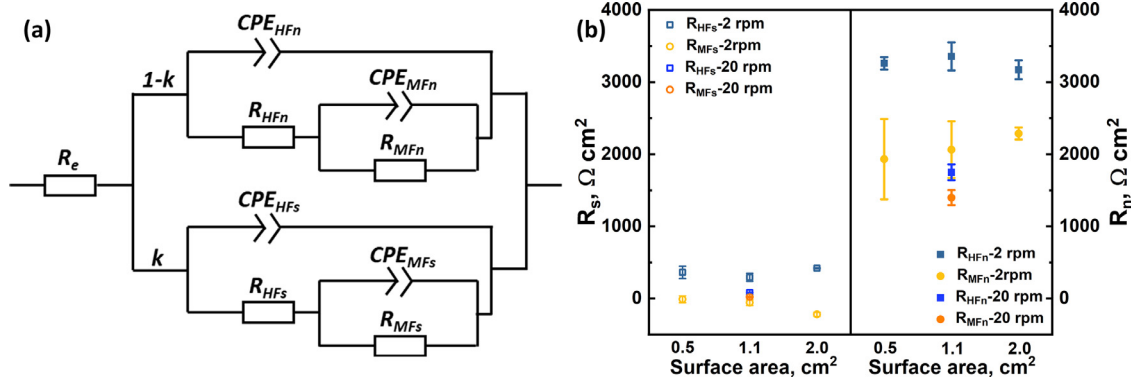 (a)
CPE_HFn
1-k
CPE_MFn
R_HFn
R_MFn
R_e
CPE_HFs
k
CPE_MFs
R_HFs
R_MFs
(b)
4000
3000
2000
1000
0
R_s, Ω cm²
R_HFs-2 rpm
R_MFs-2rpm
R_HFs-20 rpm
R_MFs-20 rpm
0.5
1.1
2.0
Surface area, cm²
R_HFn-2 rpm
R_MFn-2rpm
R_HFn-20 rpm
R_MFn-20 rpm
0.5
1.1
2.0
Surface area, cm²
4000
3000
2000
1000
0
R_n, Ω cm²